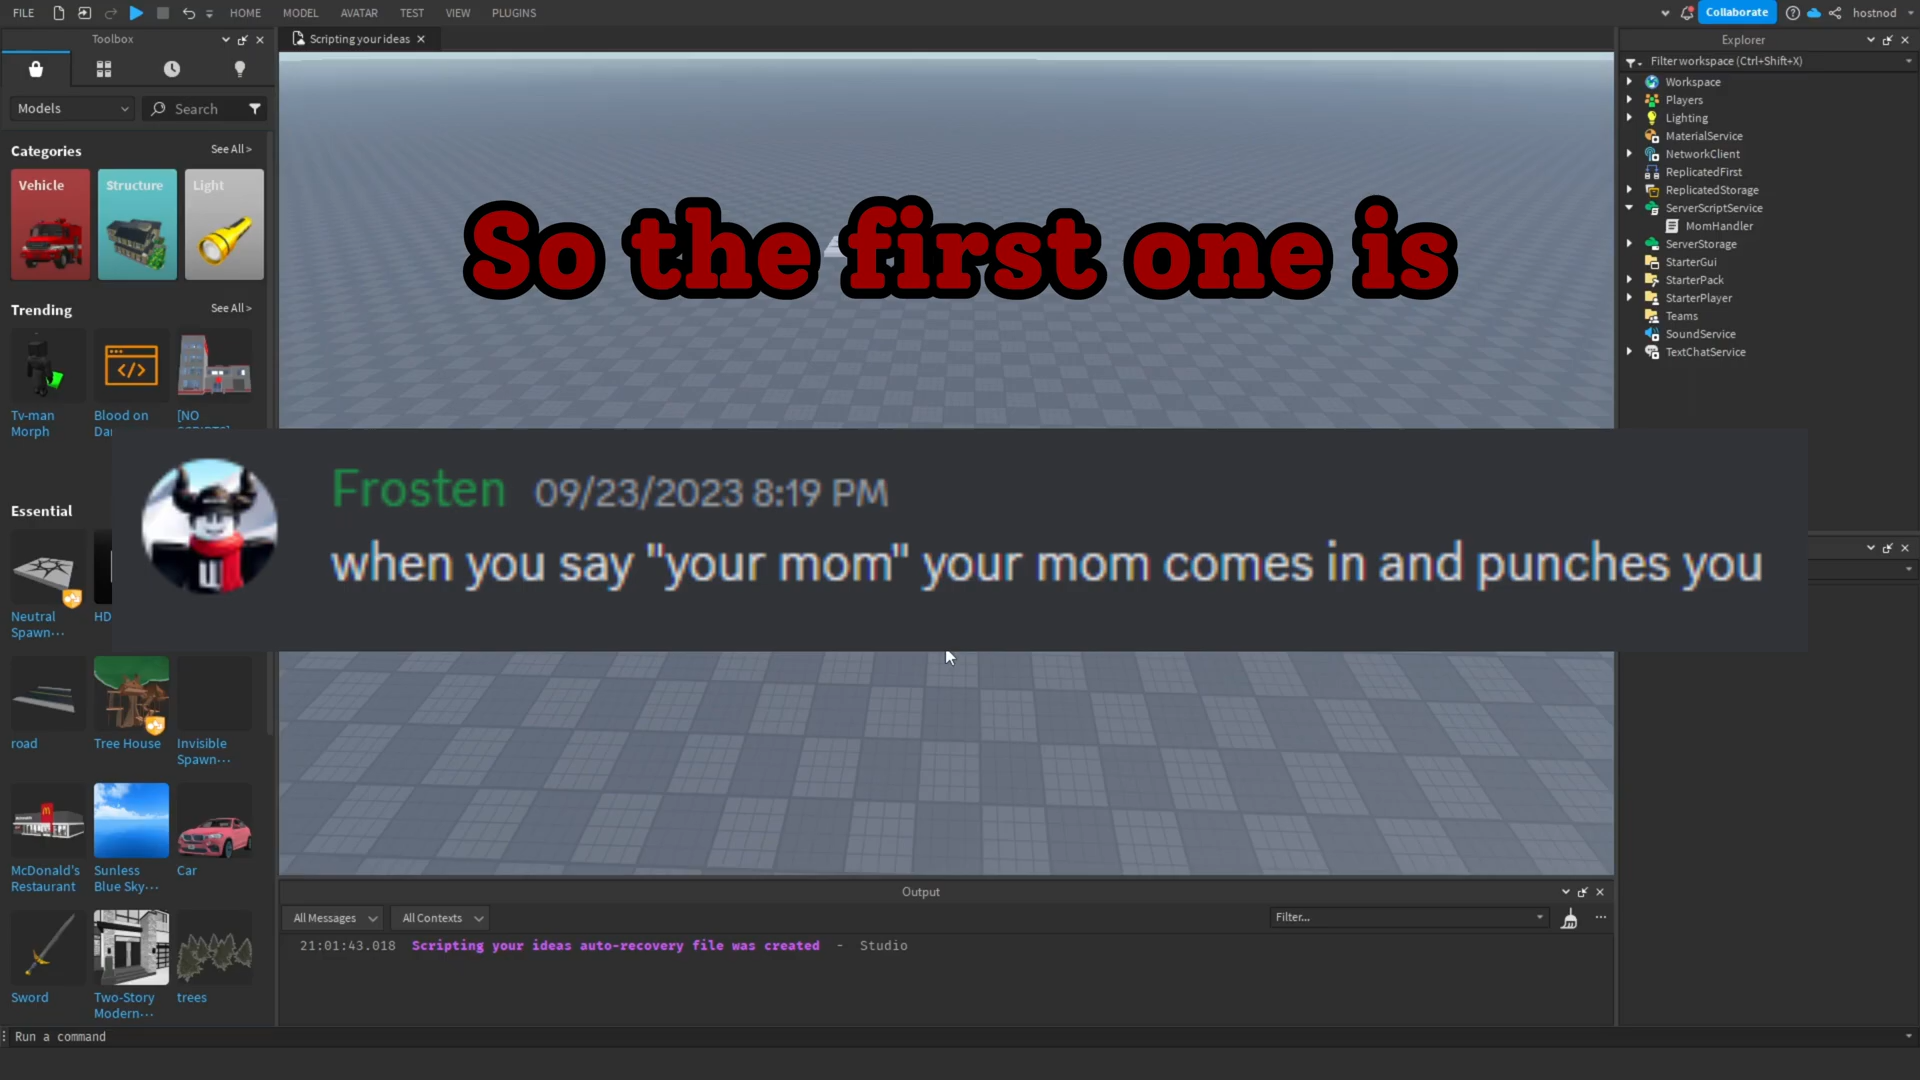 FILE HOME MODEL AVATAR TEST VIEW PLUGINS Collaborate hostnod
Toolbox
Scripting your ideas
Explorer
Filter workspace (Ctrl+Shift+X)
Models
Search
Categories
See All >
Vehicle
Structure
Light
Trending
See All >
Tv-man
Morph
Blood on
[NO
Essential
Neutral
Spawn...
HD
road
Tree House
Invisible
Spawn...
McDonald's
Restaurant
Sunless
Blue Sky...
Car
Sword
Two-Story
Modern...
trees
So the first one is
Frosten 09/23/2023 8:19 PM
when you say "your mom" your mom comes in and punches you
Workspace
Players
Lighting
MaterialService
NetworkClient
ReplicatedFirst
ReplicatedStorage
ServerScriptService
MomHandler
ServerStorage
StarterGui
StarterPack
StarterPlayer
Teams
SoundService
TextChatService
Output
All Messages
All Contexts
Filter...
21:01:43.018 Scripting your ideas auto-recovery file was created - Studio
Run a command